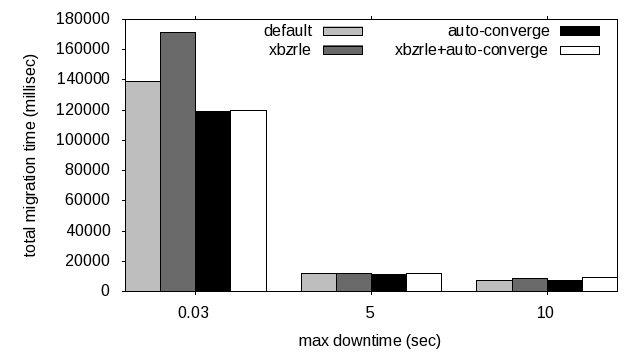 180000
160000
140000
120000
100000
80000
60000
40000
20000
0
total migration time (millisec)
default
xbzrle
auto-converge
xbzrle+auto-converge
0.03
5
10
max downtime (sec)